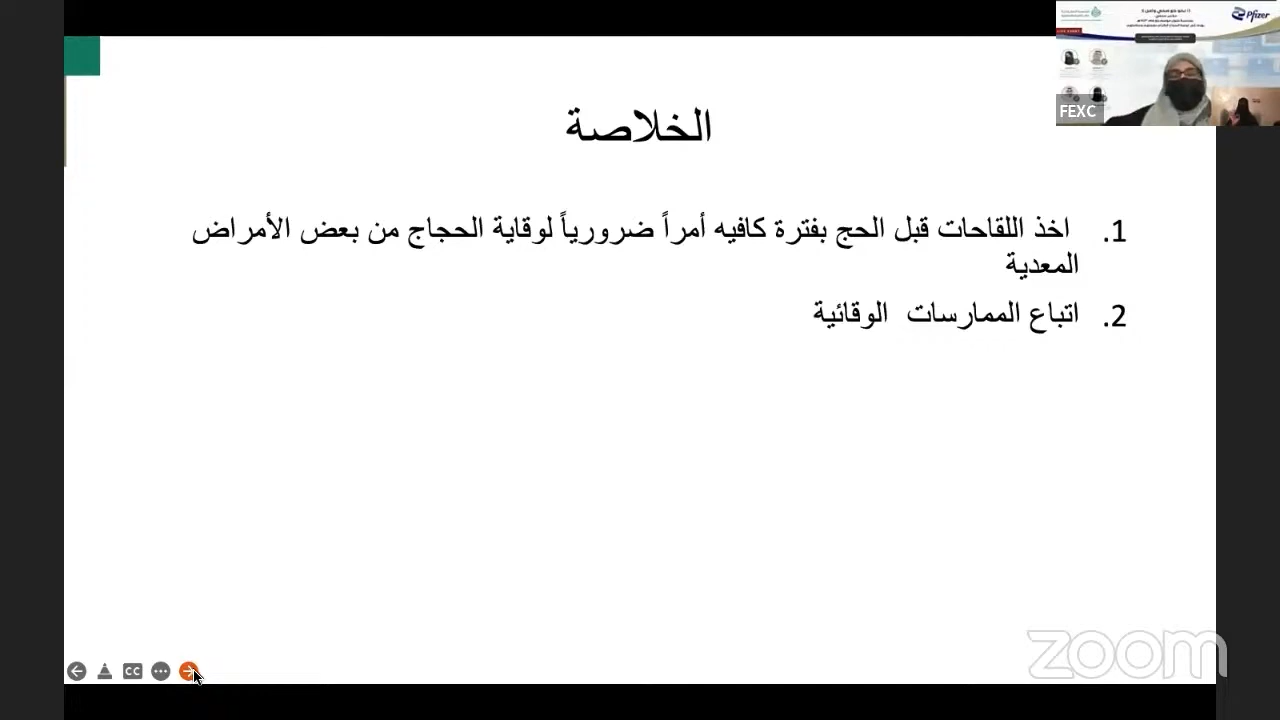 الخلاصة
1. اخذ اللقاحات قبل الحج بفترة كافيه أمراً ضرورياً لوقاية الحجاج من بعض الأمراض
المعدية
2. اتباع الممارسات الوقائية
Pfizer
FEXC
CC
zoom